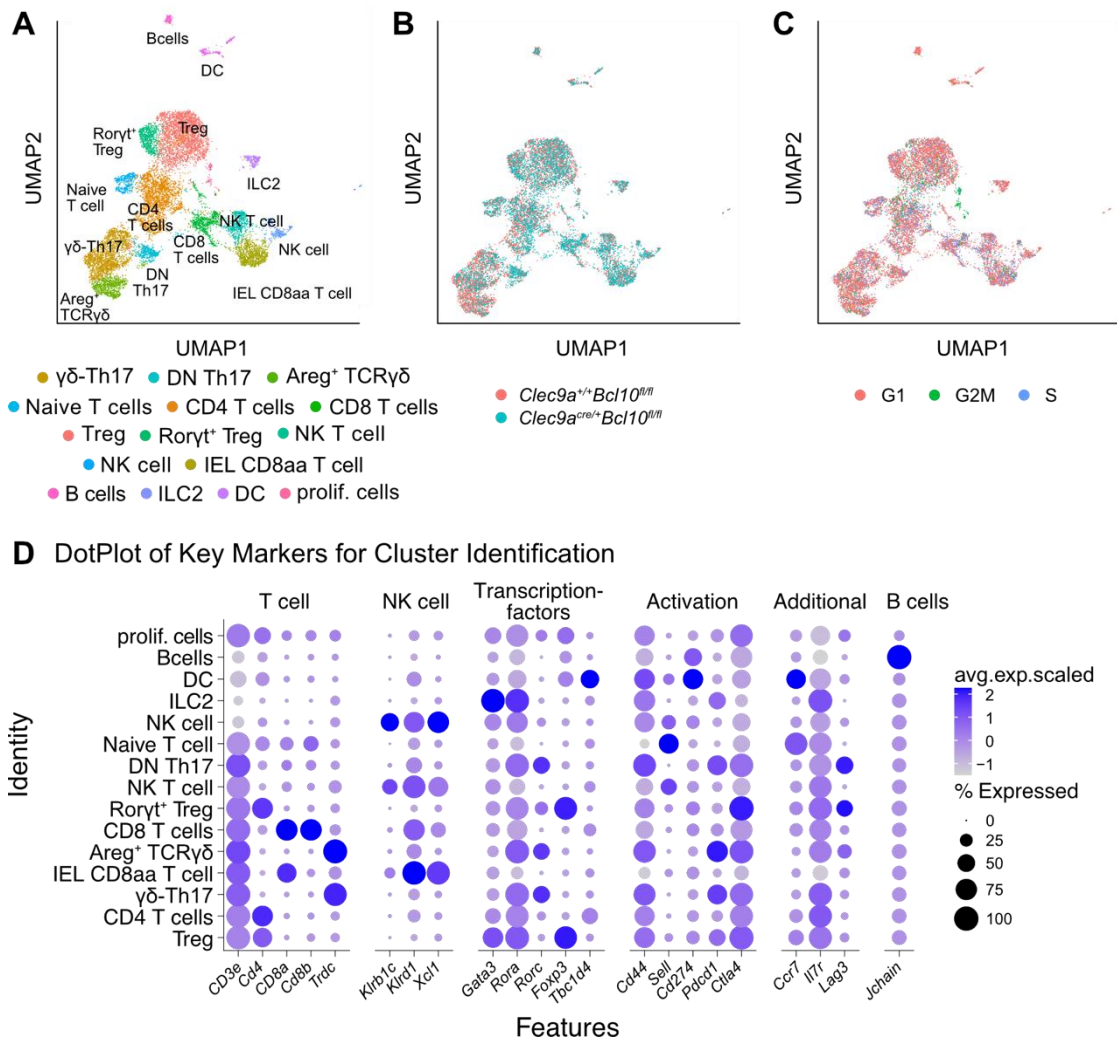 A
B
C
Bcells
DC
Treg
Rorγt⁺
Treg
ILC2
Naive
T cell
CD4
T cells
NK T cell
γδ-Th17
CD8
T cells
NK cell
DN
Th17
IEL CD8aa T cell
Areg⁺
TCRγδ
UMAP2
UMAP1
UMAP2
UMAP1
UMAP2
UMAP1
γδ-Th17 DN Th17 Areg⁺ TCRγδ
Naive T cells CD4 T cells CD8 T cells
Treg Rorγt⁺ Treg NK T cell
NK cell IEL CD8aa T cell
B cells ILC2 DC prolif. cells
Clec9a+/+Bcl10fl/fl
Clec9acre/+Bcl10fl/fl
G1 G2M S
D DotPlot of Key Markers for Cluster Identification
T cell NK cell Transcription-
factors Activation Additional B cells
Identity
prolif. cells
Bcells
DC
ILC2
NK cell
Naive T cell
DN Th17
NK T cell
Rorγt⁺ Treg
CD8 T cells
Areg⁺ TCRγδ
IEL CD8aa T cell
γδ-Th17
CD4 T cells
Treg
CD3e Cd4 CD8a Cd8b Trdc Klrb1c Klrd1 Xcl1 Gata3 Rora Rorc Foxp3 Tbc1d4 Cd44 Sell Cd274 Pdcd1 Ctla4 Ccr7 Il7r Lag3 Jchain
Features
avg.exp.scaled
2
1
0
−1
% Expressed
0
25
50
75
100